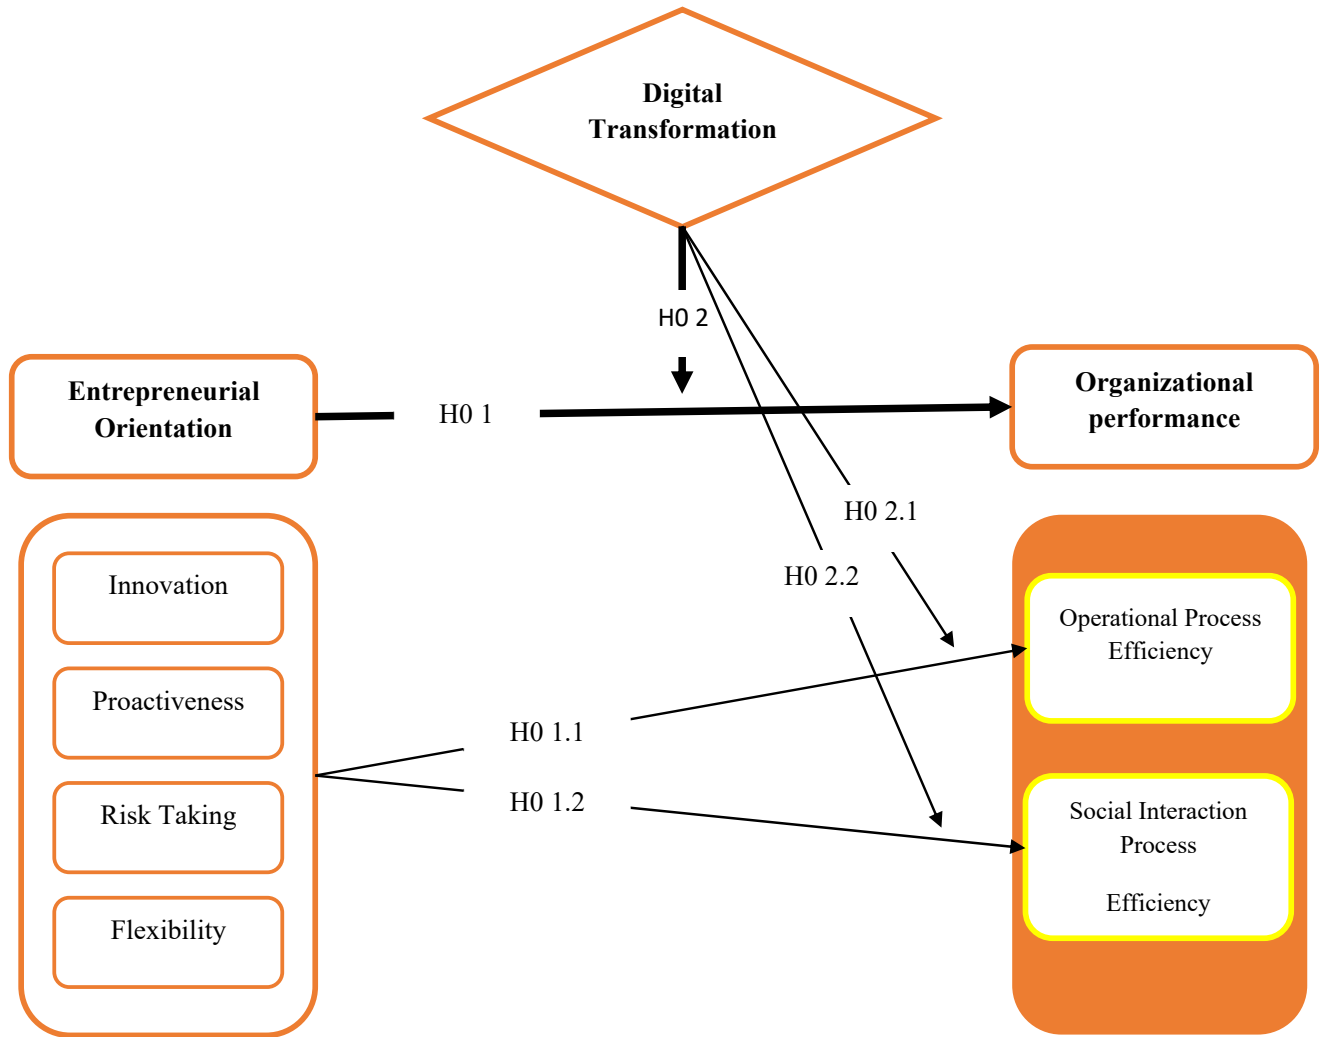 Digital
Transformation
H0 2
Entrepreneurial
Orientation
H0 1
Organizational
performance
H0 2.1
H0 2.2
Innovation
Proactiveness
Risk Taking
Flexibility
H0 1.1
H0 1.2
Operational Process
Efficiency
Social Interaction
Process
Efficiency